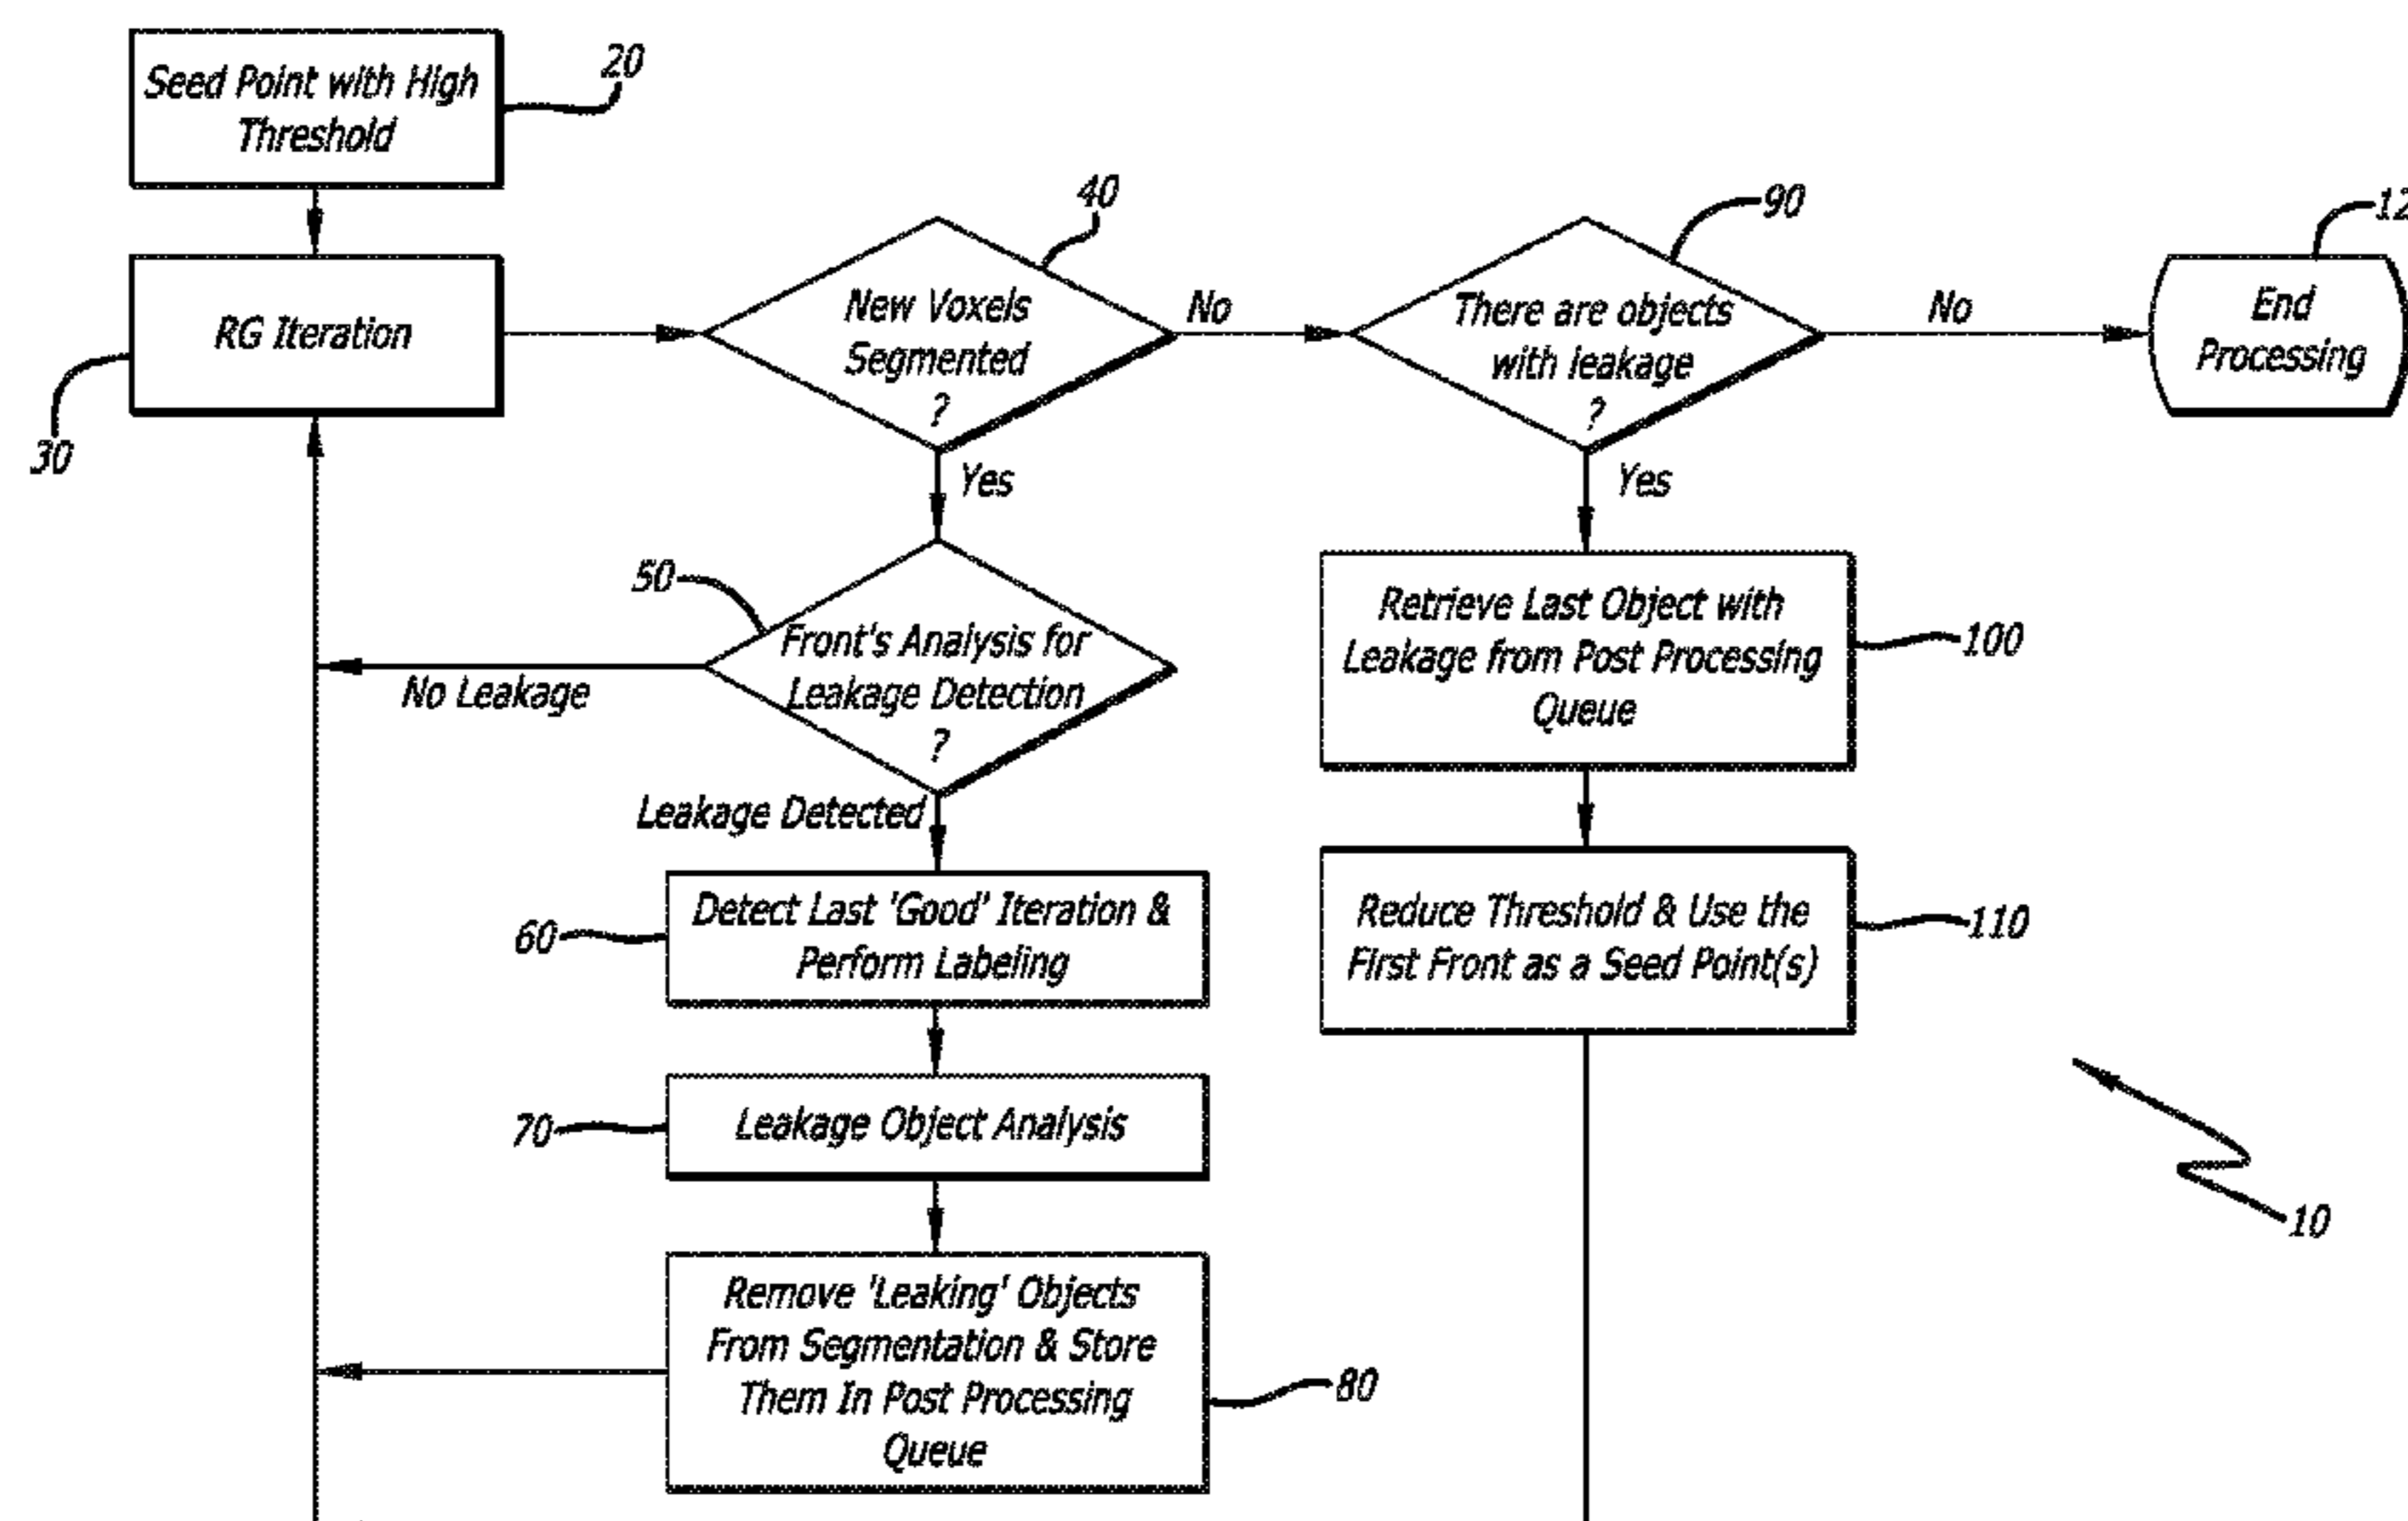 Seed Point with High
Threshold
20
RG Iteration
30
New Voxels
Segmented
?
40
No
Yes
There are objects
with leakage
?
90
No
Yes
End
Processing
12
Front's Analysis for
Leakage Detection
?
50
No Leakage
Leakage Detected
Retrieve Last Object with
Leakage from Post Processing
Queue
100
Detect Last 'Good' Iteration &
Perform Labeling
60
Reduce Threshold & Use the
First Front as a Seed Point(s)
110
Leakage Object Analysis
70
Remove 'Leaking' Objects
From Segmentation & Store
Them In Post Processing
Queue
80
10